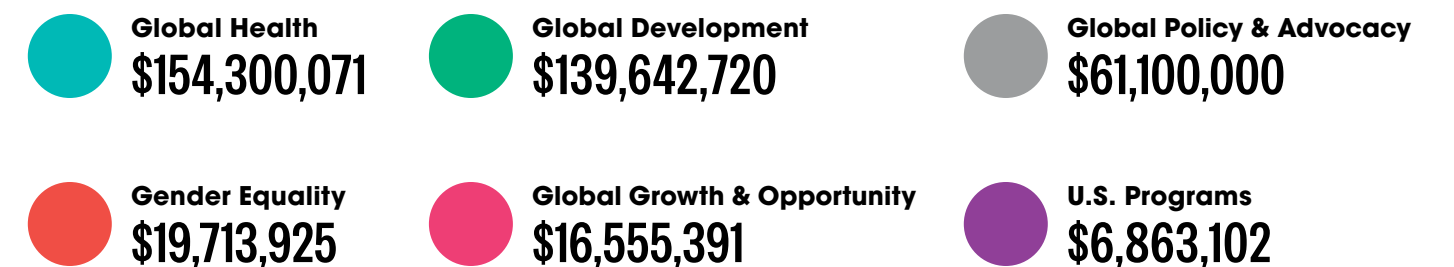 Global Health
$154,300,071
Global Development
$139,642,720
Global Policy & Advocacy
$61,100,000
Gender Equality
$19,713,925
Global Growth & Opportunity
$16,555,391
U.S. Programs
$6,863,102